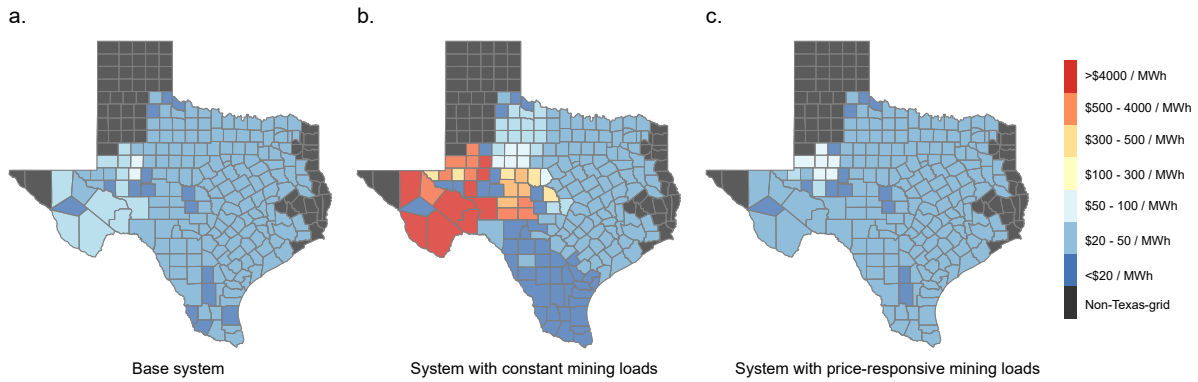 a.
b.
c.
>$4000 / MWh
$500 - 4000 / MWh
$300 - 500 / MWh
$100 - 300 / MWh
$50 - 100 / MWh
$20 - 50 / MWh
<$20 / MWh
Non-Texas-grid
Base system
System with constant mining loads
System with price-responsive mining loads